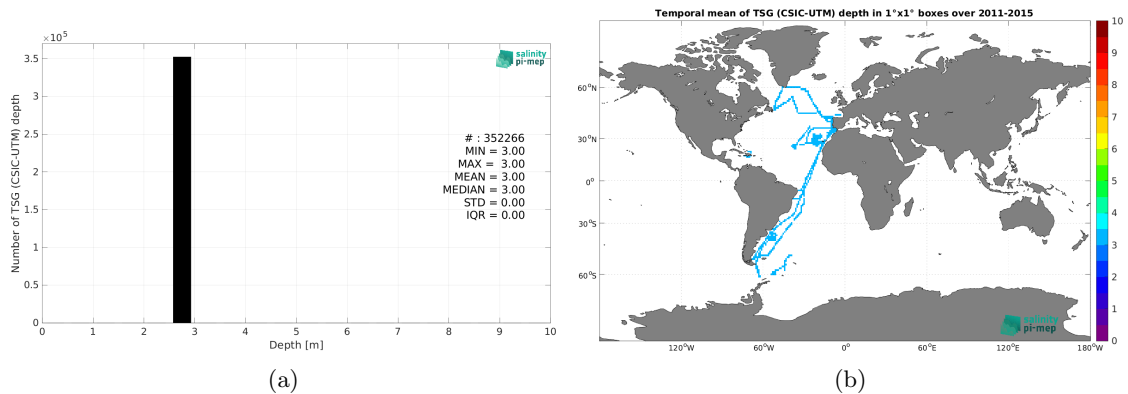 ×10⁵
3.5
3
2.5
2
1.5
1
0.5
0
Number of TSG (CSIC-UTM) depth
0 1 2 3 4 5 6 7 8 9 10
Depth [m]
salinity
pi-mep
# : 352266
MIN = 3.00
MAX = 3.00
MEAN = 3.00
MEDIAN = 3.00
STD = 0.00
IQR = 0.00
(a)
Temporal mean of TSG (CSIC-UTM) depth in 1°x1° boxes over 2011-2015
60°N
30°N
0°
30°S
60°S
120°W 60°W 0° 60°E 120°E 180°W
salinity
pi-mep
10
9
8
7
6
5
4
3
2
1
0
(b)